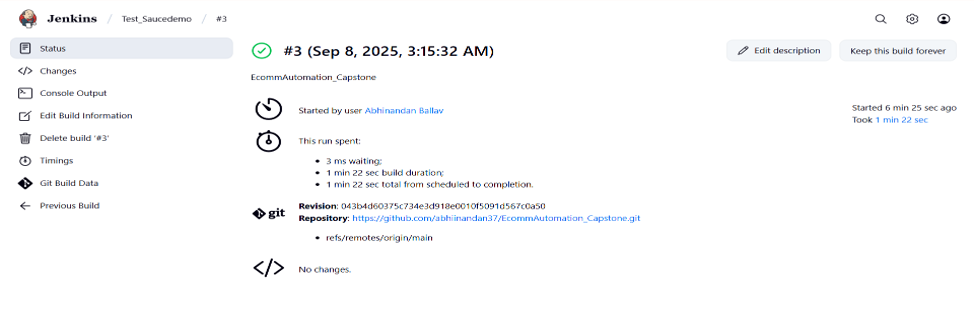 Jenkins / Test_Saucedemo / #3
Status
Changes
Console Output
Edit Build Information
Delete build '#3'
Timings
Git Build Data
Previous Build
#3 (Sep 8, 2025, 3:15:32 AM)
Edit description
Keep this build forever
EcommAutomation_Capstone
Started by user Abhinandan Ballav
Started 6 min 25 sec ago
Took 1 min 22 sec
This run spent:
3 ms waiting;
1 min 22 sec build duration;
1 min 22 sec total from scheduled to completion.
git
Revision: 043b4d60375c734e3d918e0010f5091d567c0a50
Repository: https://github.com/abhiinandan37/EcommAutomation_Capstone.git
refs/remotes/origin/main
No changes.